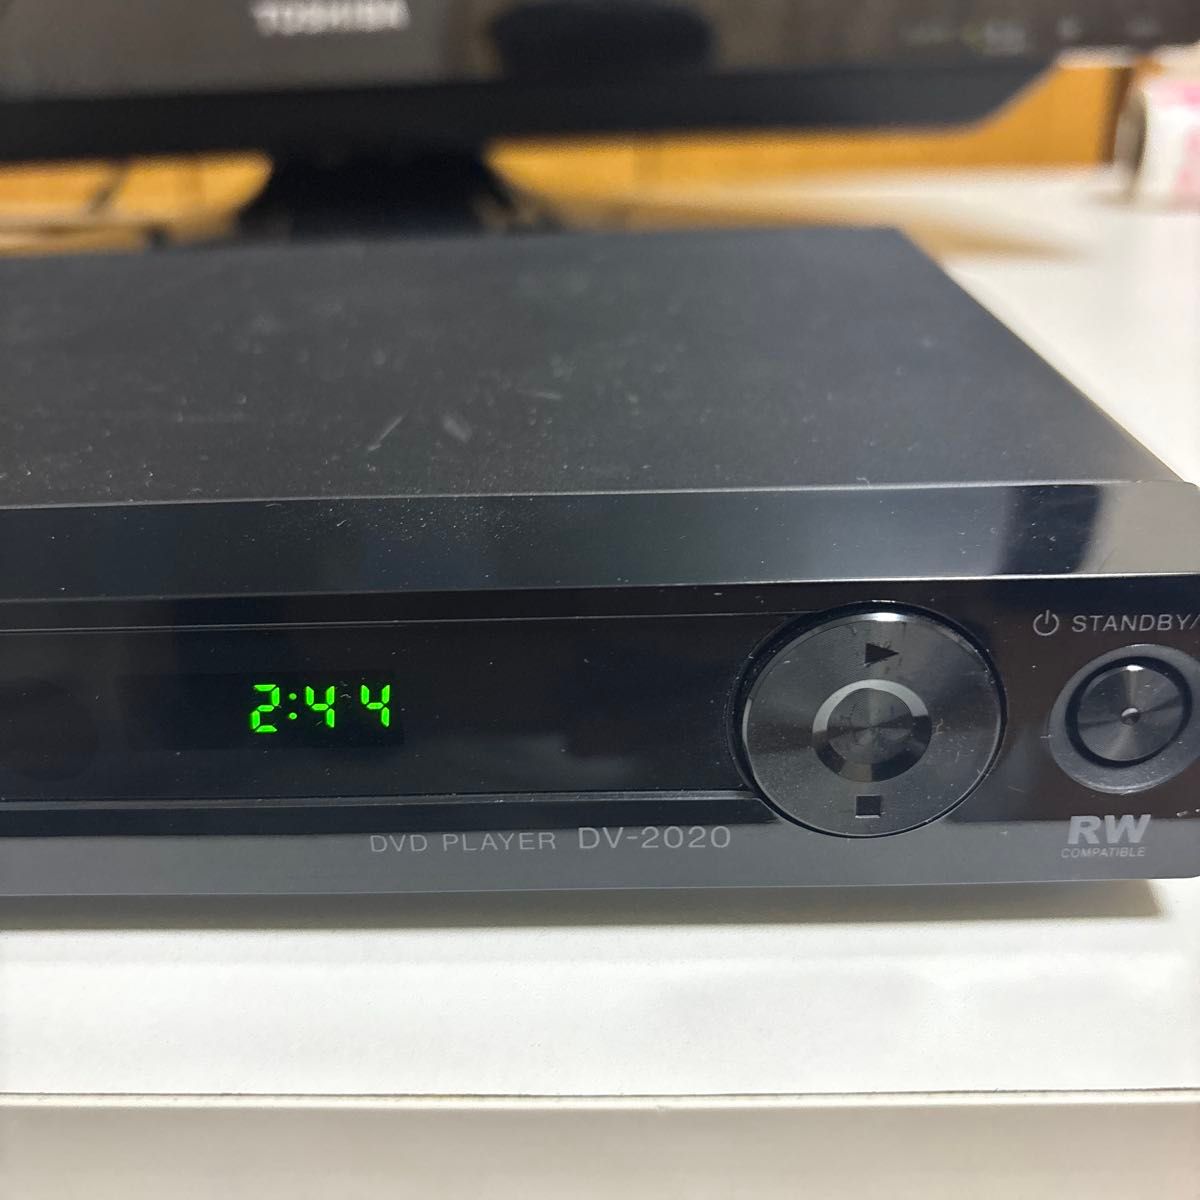 TOSHIBA
STANDBY/
2:44
DVD PLAYER DV-2020
RW
COMPATIBLE